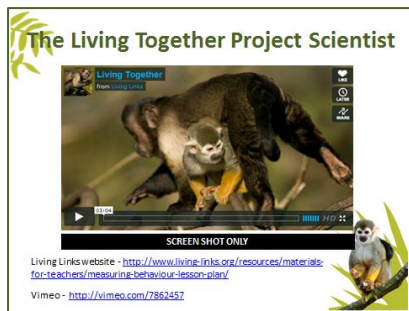 The Living Together Project Scientist
Living Together
from Living Links
LIKE
LATER
SHARE
03:04
HD
SCREEN SHOT ONLY
Living Links website - http://www.living-links.org/resources/materials-
for-teachers/measuring-behaviour-lesson-plan/
Vimeo - http://vimeo.com/7862457